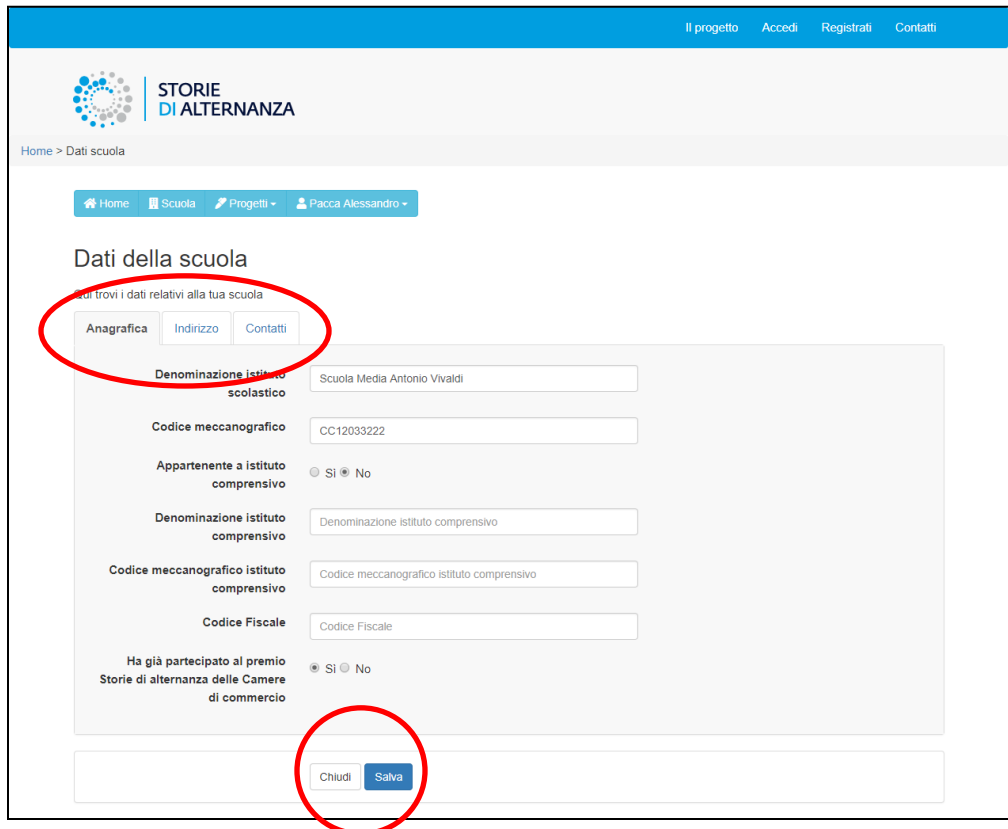 Il progetto Accedi Registrati Contatti
STORIE
DI ALTERNANZA
Home > Dati scuola
Home Scuola Progetti Pacca Alessandro
Dati della scuola
Qui trovi i dati relativi alla tua scuola
Anagrafica Indirizzo Contatti
Denominazione istituto
scolastico
Scuola Media Antonio Vivaldi
Codice meccanografico
CC12033222
Appartenente a istituto
comprensivo
Sì No
Denominazione istituto
comprensivo
Denominazione istituto comprensivo
Codice meccanografico istituto
comprensivo
Codice meccanografico istituto comprensivo
Codice Fiscale
Codice Fiscale
Ha già partecipato al premio
Storie di alternanza delle Camere
di commercio
Sì No
Chiudi Salva